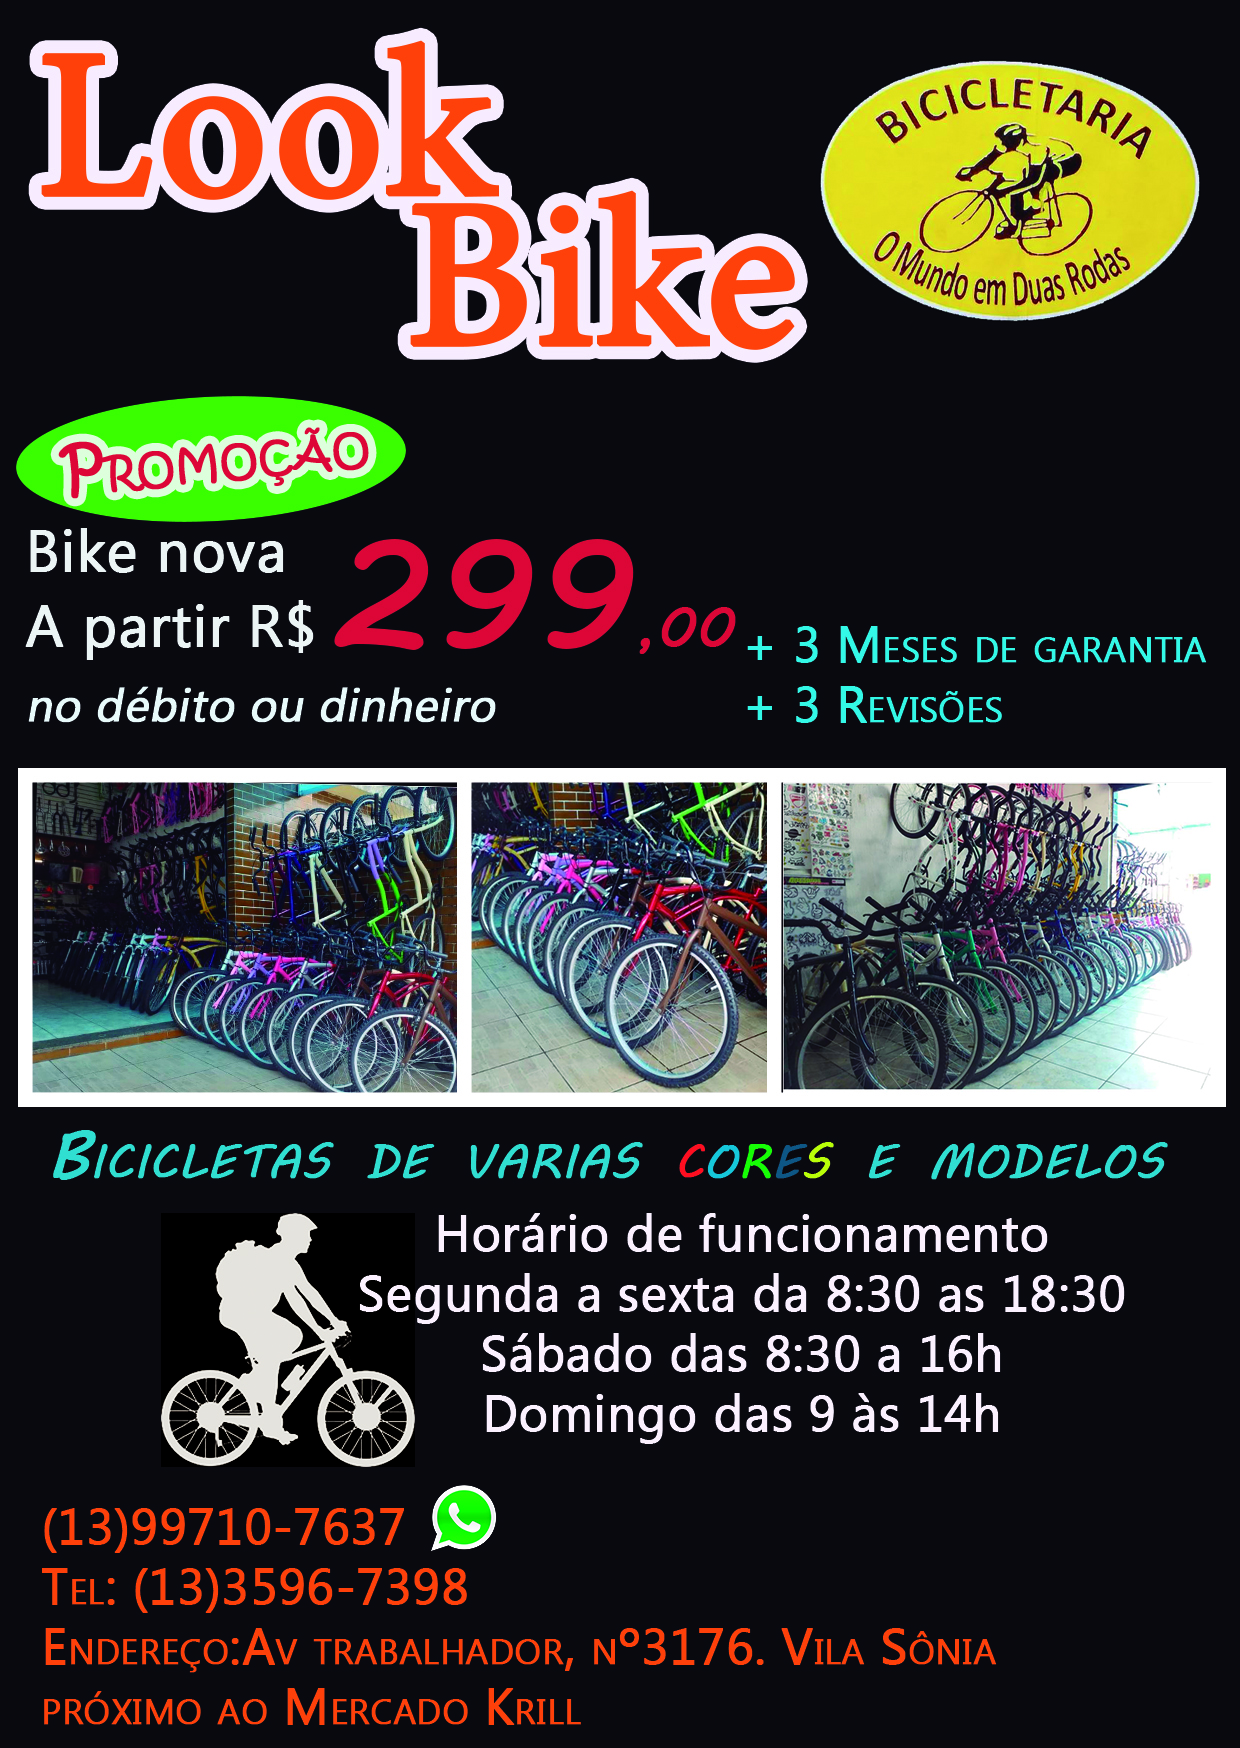 Look
Bike
BICICLETARIA
O Mundo em Duas Rodas
Promoção
Bike nova
A partir R$ 299,00
no débito ou dinheiro
+ 3 Meses de garantia
+ 3 Revisões
Bicicletas de varias cores e modelos
Horário de funcionamento
Segunda a sexta da 8:30 as 18:30
Sábado das 8:30 a 16h
Domingo das 9 às 14h
(13)99710-7637
Tel: (13)3596-7398
Endereço:Av trabalhador, nº3176. Vila Sônia
próximo ao Mercado Krill